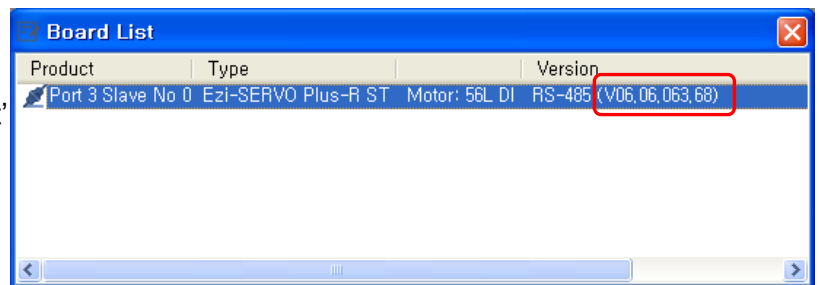 Board List
Product Type Version
Port 3 Slave No 0 Ezi-SERVO Plus-R ST Motor: 56L DI RS-485 (V06,06,063,68)